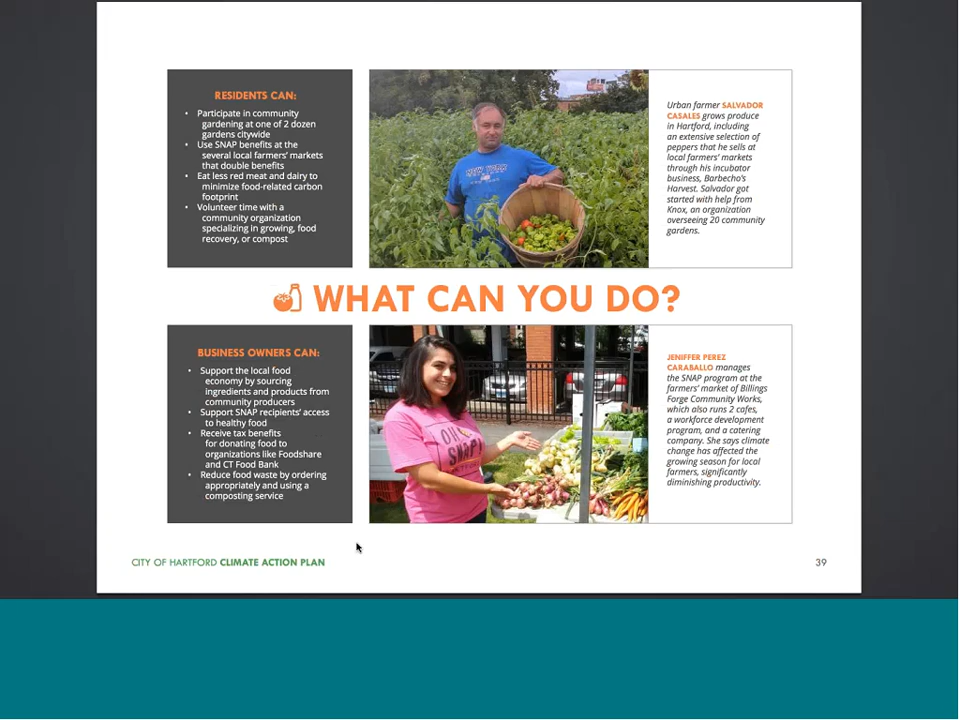 RESIDENTS CAN:
• Participate in community
gardening at one of 2 dozen
gardens citywide
• Use SNAP benefits at the
several local farmers' markets
that double benefits
• Eat less red meat and dairy to
minimize food-related carbon
footprint
• Volunteer time with a
community organization
specializing in growing, food
recovery, or compost
NEW YORK
Urban farmer SALVADOR
CASALES grows produce
in Hartford, including
an extensive selection of
peppers that he sells at
local farmers' markets
through his incubator
business, Barbecho's
Harvest. Salvador got
started with help from
Knox, an organization
overseeing 20 community
gardens.
WHAT CAN YOU DO?
BUSINESS OWNERS CAN:
• Support the local food
economy by sourcing
ingredients and products from
community producers
• Support SNAP recipients' access
to healthy food
• Receive tax benefits
for donating food to
organizations like Foodshare
and CT Food Bank
• Reduce food waste by ordering
appropriately and using a
composting service
OH
SNAP
JENIFFER PEREZ
CARABALLO manages
the SNAP program at the
farmers' market of Billings
Forge Community Works,
which also runs 2 cafes,
a workforce development
program, and a catering
company. She says climate
change has affected the
growing season for local
farmers, significantly
diminishing productivity.
CITY OF HARTFORD CLIMATE ACTION PLAN
39